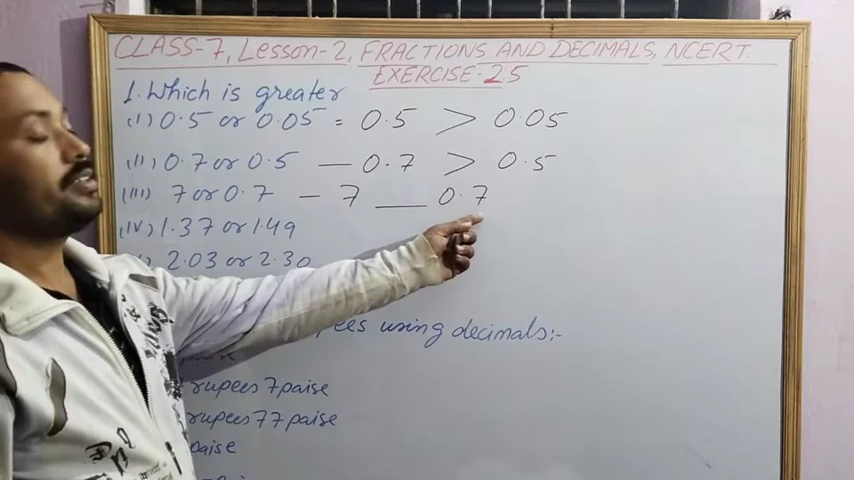 CLASS-7, Lesson-2, FRACTIONS AND DECIMALS, NCERT
EXERCISE-2.5
1. Which is greater
(i) 0.5 or 0.05 = 0.5 > 0.05
(ii) 0.7 or 0.5 — 0.7 > 0.5
(iii) 7 or 0.7 — 7 ___ 0.7
(iv) 1.37 or 1.49
2.03 or 2.30
using decimals:-
rupees 7 paise
rupees 77 paise
paise